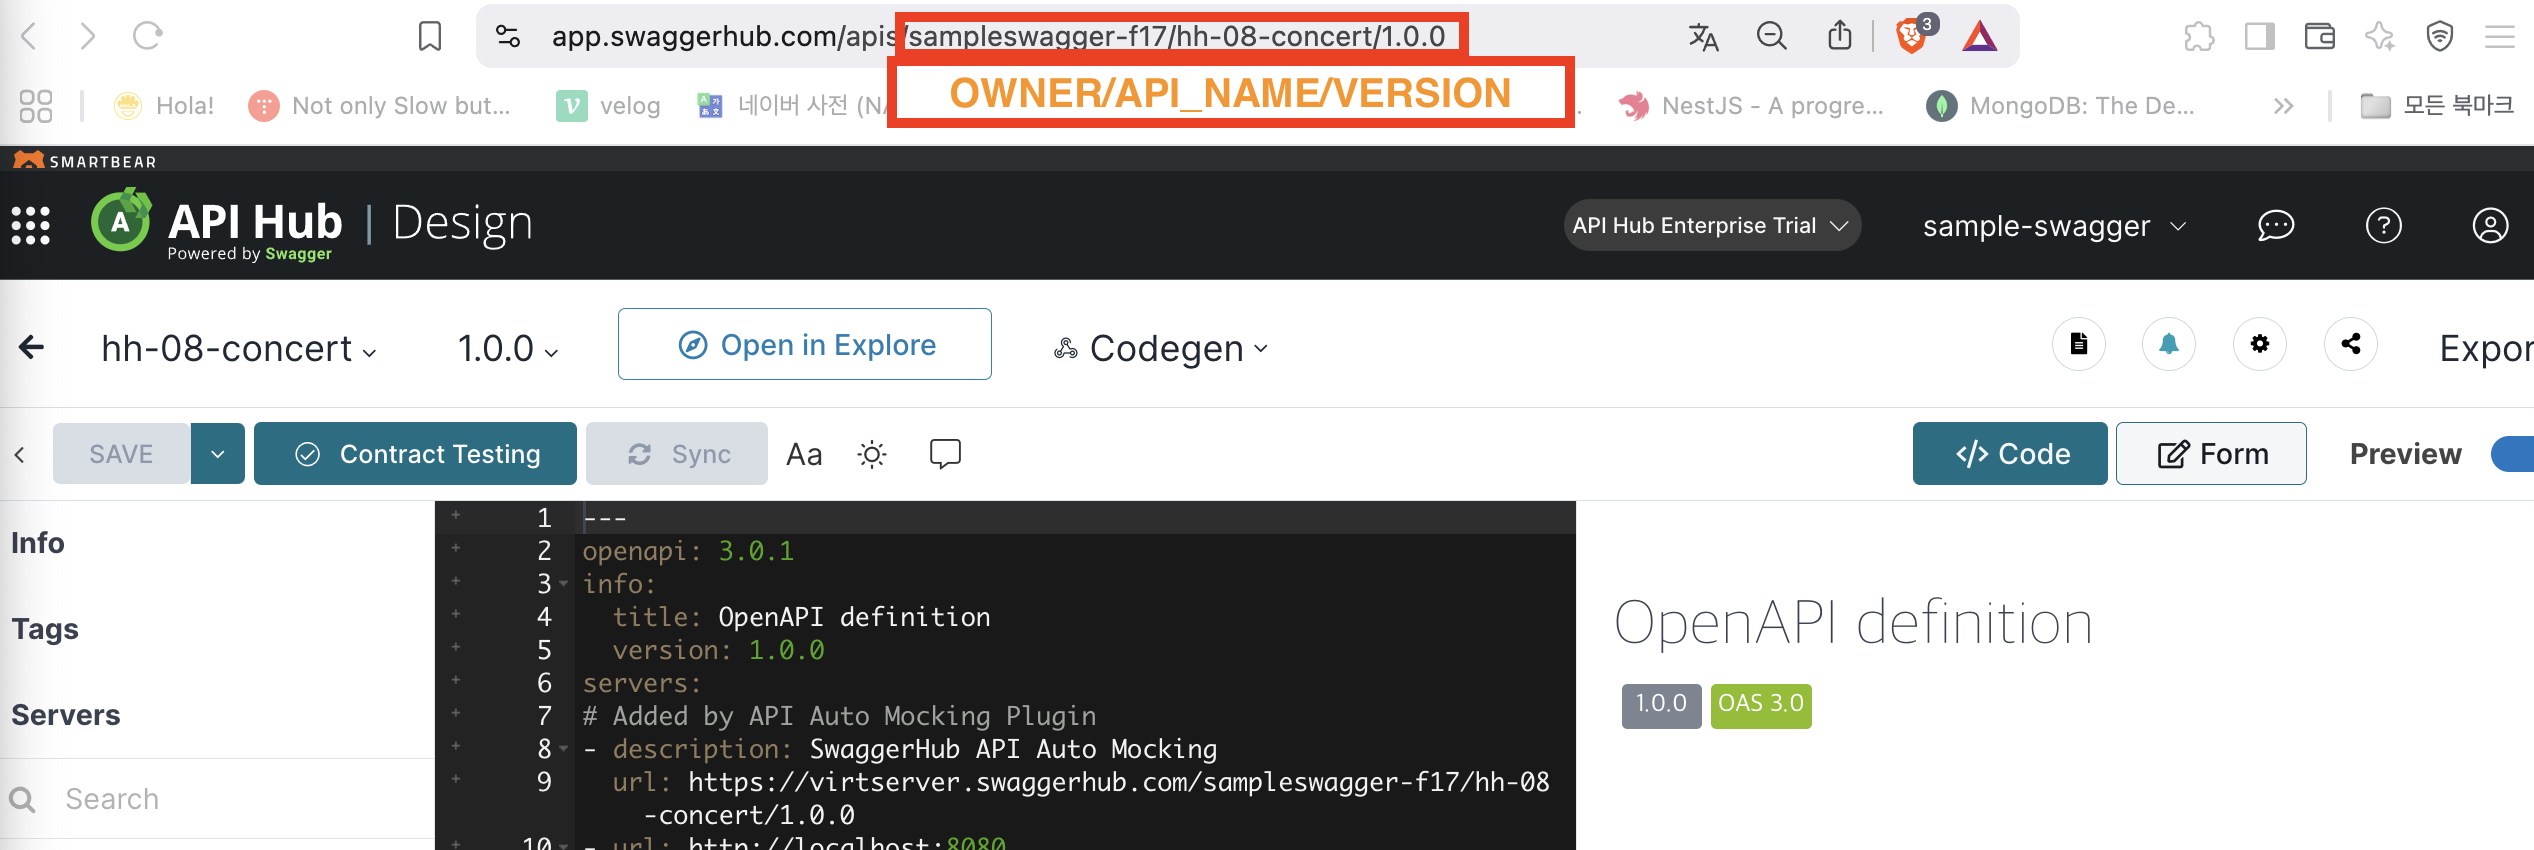 app.swaggerhub.com/apis/sampleswagger-f17/hh-08-concert/1.0.0
3
OWNER/API_NAME/VERSION
Hola!
Not only Slow but...
velog
네이버 사전 (NA
NestJS - A progre...
MongoDB: The De...
모든 북마크
SMARTBEAR
API Hub | Design
Powered by Swagger
API Hub Enterprise Trial
sample-swagger
hh-08-concert
1.0.0
Open in Explore
Codegen
Expor
SAVE
Contract Testing
Sync
Aa
</> Code
Form
Preview
Info
Tags
Servers
Search
1 ---
2 openapi: 3.0.1
3 info:
4 title: OpenAPI definition
5 version: 1.0.0
6 servers:
7 # Added by API Auto Mocking Plugin
8 - description: SwaggerHub API Auto Mocking
9 url: https://virtserver.swaggerhub.com/sampleswagger-f17/hh-08
-concert/1.0.0
10 - url: http://localhost:8080
OpenAPI definition
1.0.0
OAS 3.0